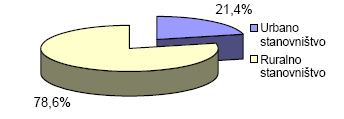 21,4%
Urbano
stanovništvo
Ruralno
stanovništvo
78,6%